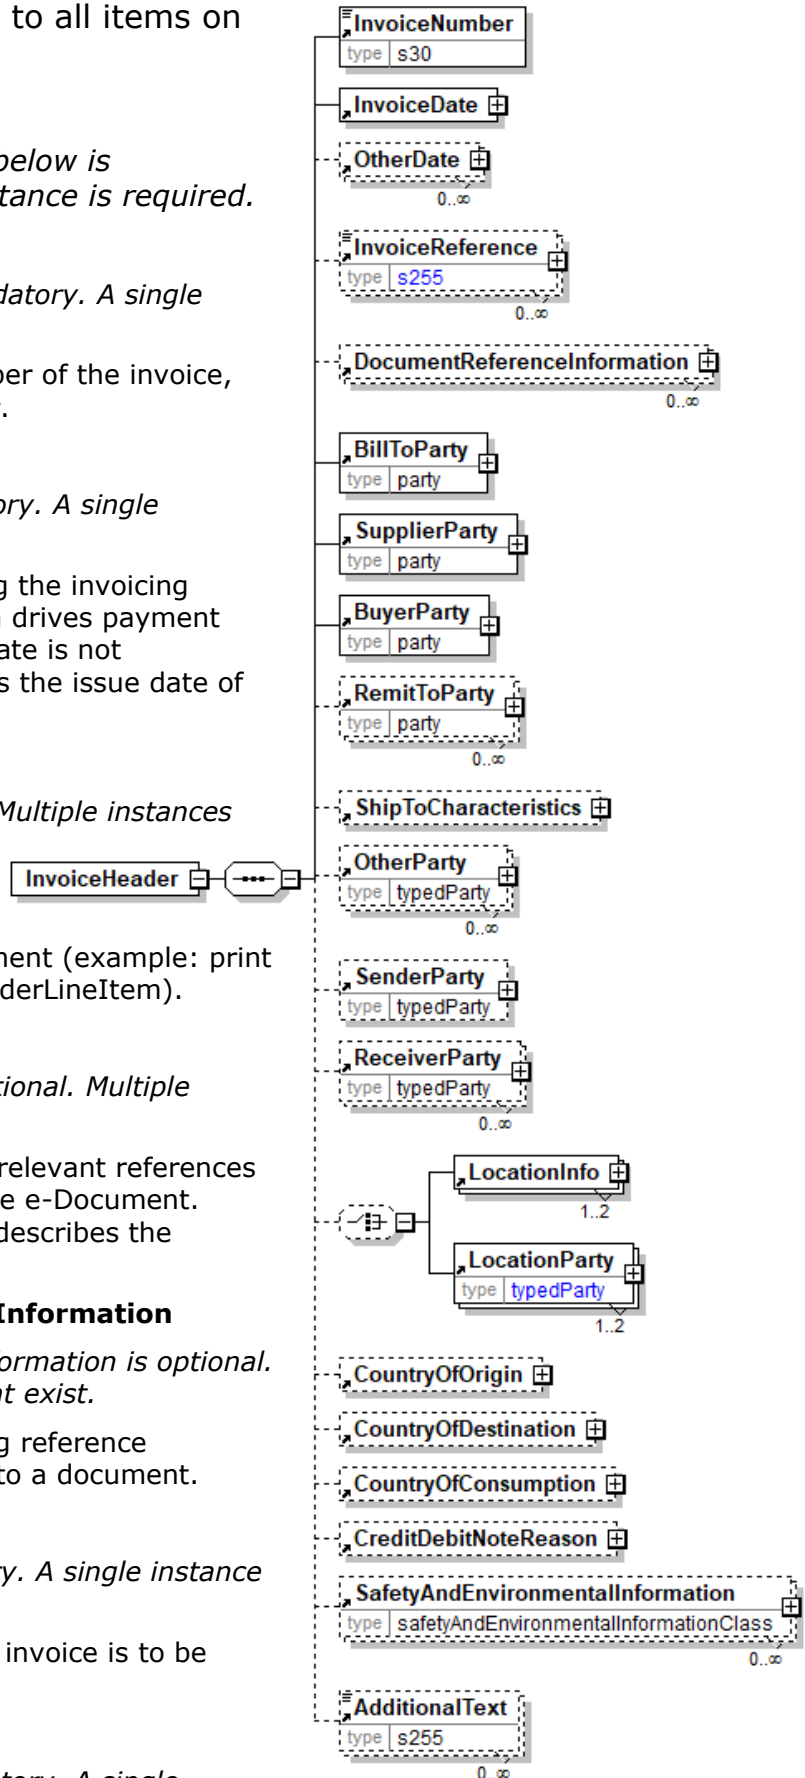 to all items on
below is
tance is required.
datory. A single
ber of the invoice,
ory. A single
g the invoicing
drives payment
ate is not
s the issue date of
Multiple instances
ment (example: print
derLineItem).
tional. Multiple
relevant references
e e-Document.
describes the
Information
formation is optional.
t exist.
g reference
to a document.
y. A single instance
invoice is to be
tory. A single
InvoiceHeader
InvoiceNumber
type s30
InvoiceDate
OtherDate
0..∞
InvoiceReference
type s255
0..∞
DocumentReferenceInformation
0..∞
BillToParty
type party
SupplierParty
type party
BuyerParty
type party
RemitToParty
type party
0..∞
ShipToCharacteristics
OtherParty
type typedParty
0..∞
SenderParty
type typedParty
ReceiverParty
type typedParty
0..∞
LocationInfo
1..2
LocationParty
type typedParty
1..2
CountryOfOrigin
CountryOfDestination
CountryOfConsumption
CreditDebitNoteReason
SafetyAndEnvironmentalInformation
type safetyAndEnvironmentalInformationClass
0..∞
AdditionalText
type s255
0..∞